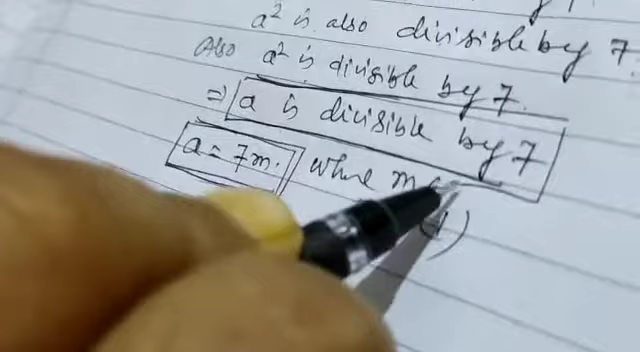 a² is also divisible by 7.
Also a² is divisible by 7.
⇒ a is divisible by 7
a = 7m. where m